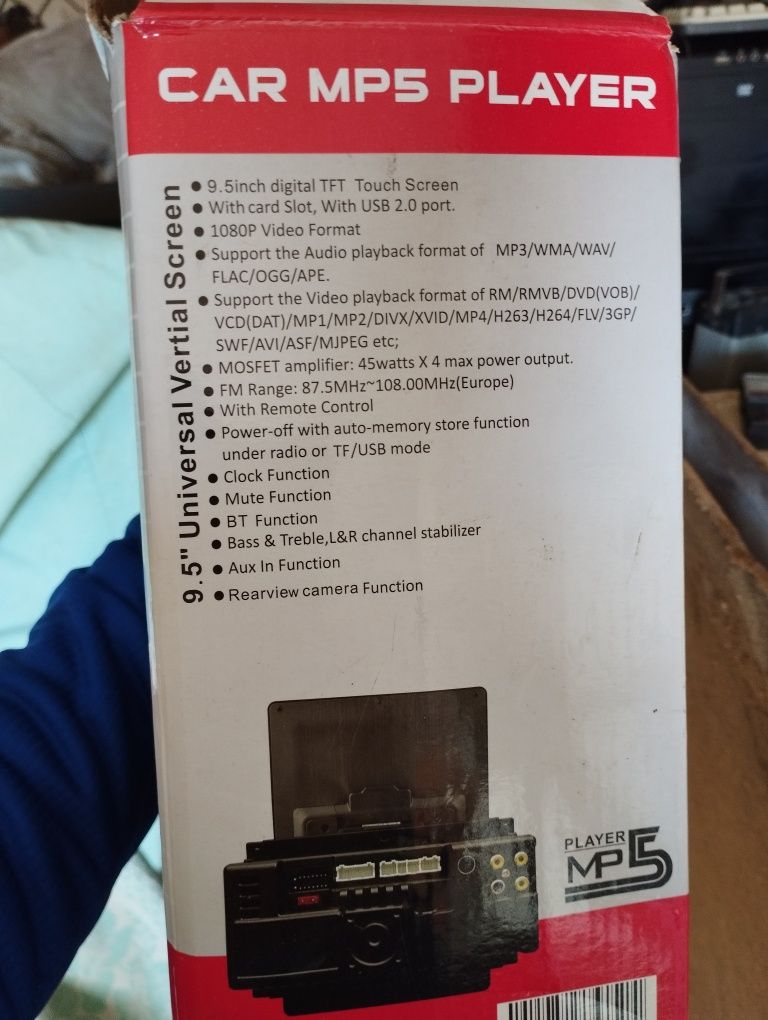 CAR MP5 PLAYER
9.5" Universal Vertial Screen
● 9.5inch digital TFT Touch Screen
● With card Slot, With USB 2.0 port.
● 1080P Video Format
● Support the Audio playback format of MP3/WMA/WAV/
FLAC/OGG/APE.
● Support the Video playback format of RM/RMVB/DVD(VOB)/
VCD(DAT)/MP1/MP2/DIVX/XVID/MP4/H263/H264/FLV/3GP/
SWF/AVI/ASF/MJPEG etc;
● MOSFET amplifier: 45watts X 4 max power output.
● FM Range: 87.5MHz~108.00MHz(Europe)
● With Remote Control
● Power-off with auto-memory store function
under radio or TF/USB mode
● Clock Function
● Mute Function
● BT Function
● Bass & Treble,L&R channel stabilizer
● Aux In Function
● Rearview camera Function
PLAYER
MP5